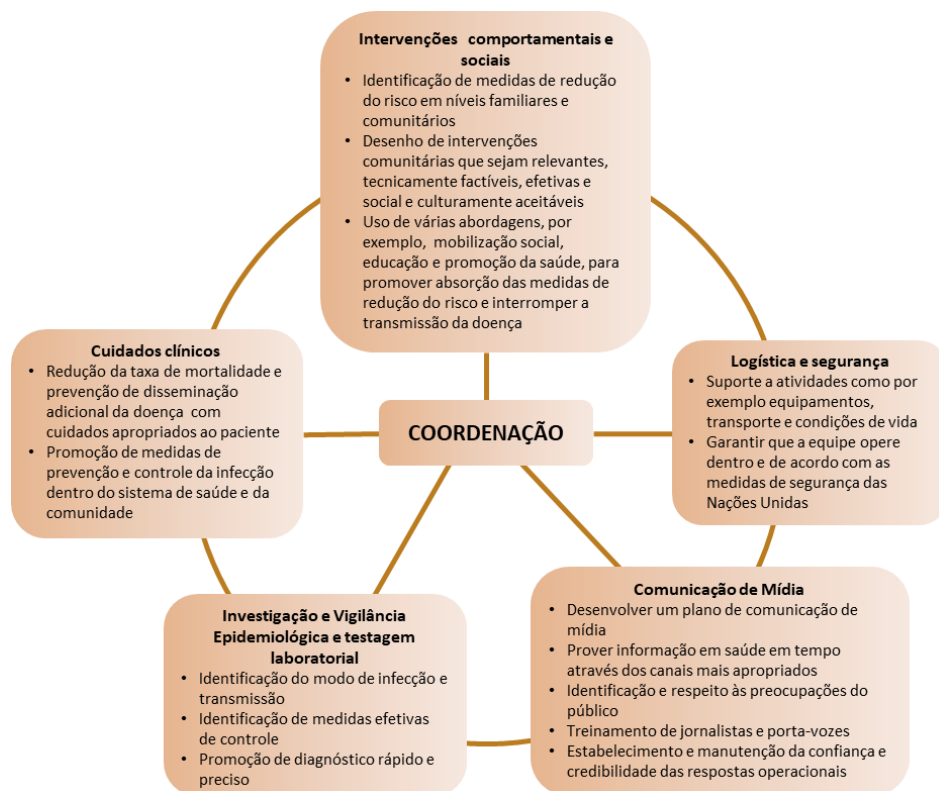 Intervenções comportamentais e
sociais
• Identificação de medidas de redução
do risco em níveis familiares e
comunitários
• Desenho de intervenções
comunitárias que sejam relevantes,
tecnicamente factíveis, efetivas e
social e culturamente aceitáveis
• Uso de várias abordagens, por
exemplo, mobilização social,
educação e promoção da saúde, para
promover absorção das medidas de
redução do risco e interromper a
transmissão da doença
Cuidados clínicos
• Redução da taxa de mortalidade e
prevenção de disseminação
adicional da doença com
cuidados apropriados ao paciente
• Promoção de medidas de
prevenção e controle da infecção
dentro do sistema de saúde e da
comunidade
COORDENAÇÃO
Logística e segurança
• Suporte a atividades como por
exemplo equipamentos,
transporte e condições de vida
• Garantir que a equipe opere
dentro e de acordo com as
medidas de segurança das
Nações Unidas
Investigação e Vigilância
Epidemiológica e testagem
laboratorial
• Identificação do modo de infecção e
transmissão
• Identificação de medidas efetivas
de controle
• Promoção de diagnóstico rápido e
preciso
Comunicação de Mídia
• Desenvolver um plano de comunicação de
mídia
• Prover informação em saúde em tempo
através dos canais mais apropriados
• Identificação e respeito às preocupações do
público
• Treinamento de jornalistas e porta-vozes
• Estabelecimento e manutenção da confiança e
credibilidade das respostas operacionais